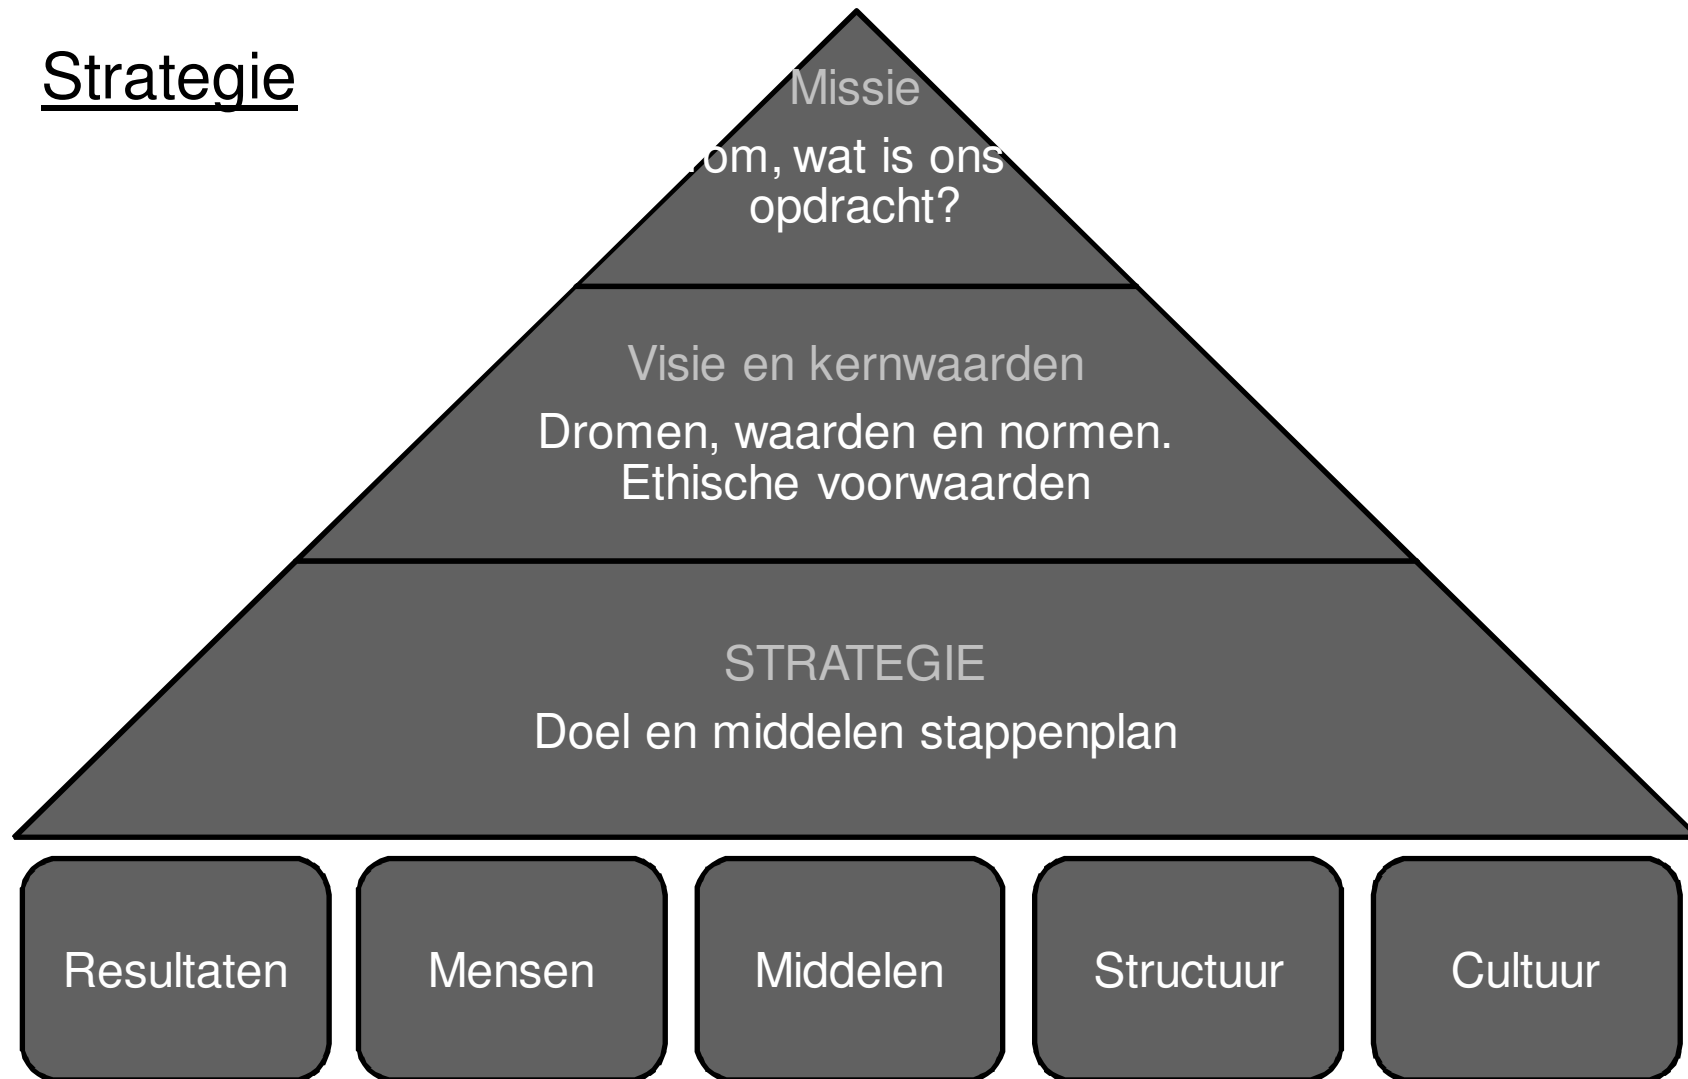 Strategie
Missie
om, wat is ons
opdracht?
Visie en kernwaarden
Dromen, waarden en normen.
Ethische voorwaarden
STRATEGIE
Doel en middelen stappenplan
Resultaten
Mensen
Middelen
Structuur
Cultuur